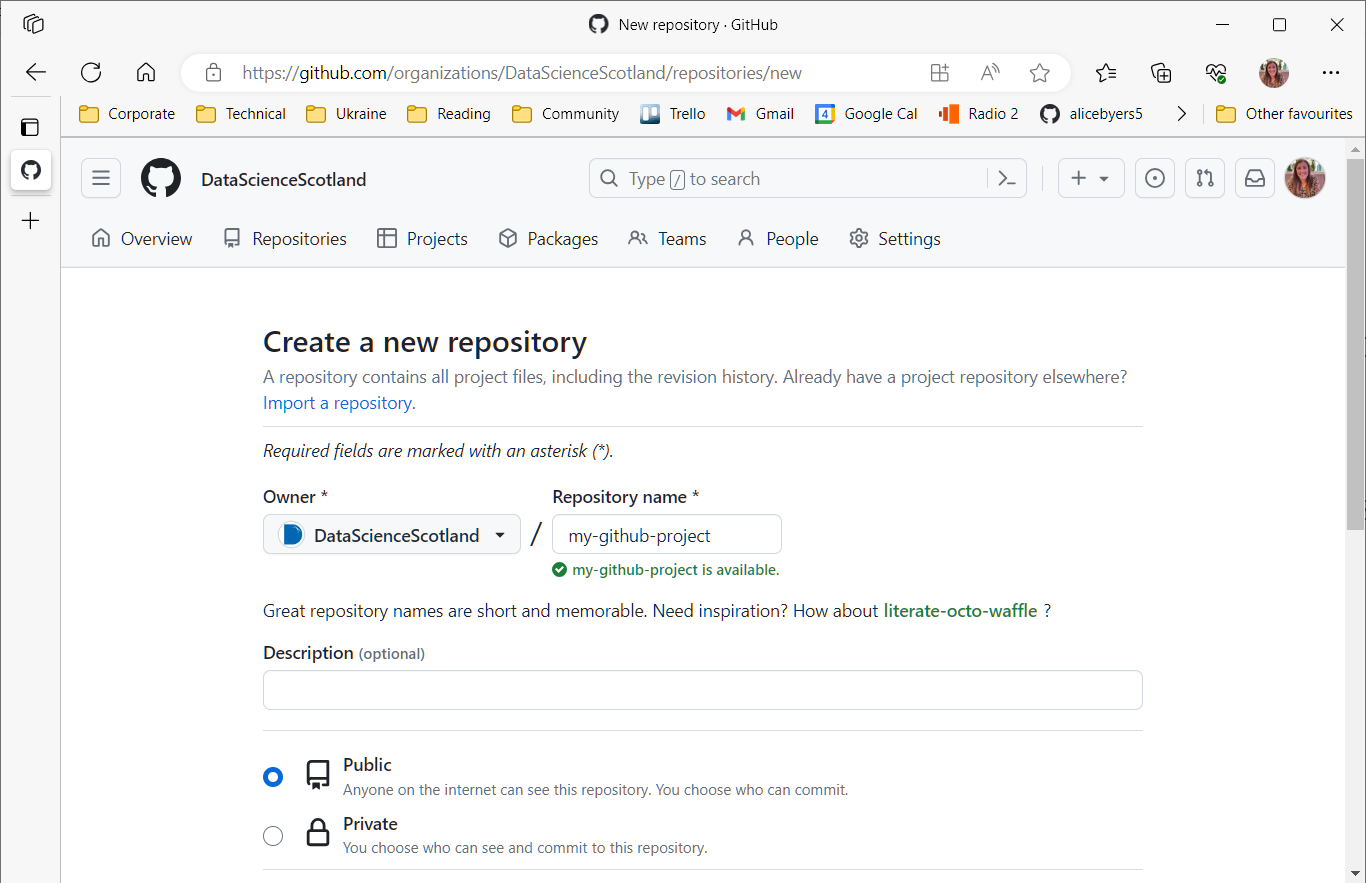 New repository · GitHub
https://github.com/organizations/DataScienceScotland/repositories/new
Corporate Technical Ukraine Reading Community Trello Gmail 4 Google Cal Radio 2 alicebyers5 Other favourites
DataScienceScotland Type / to search
Overview Repositories Projects Packages Teams People Settings
Create a new repository
A repository contains all project files, including the revision history. Already have a project repository elsewhere?
Import a repository.
Required fields are marked with an asterisk (*).
Owner * Repository name *
DataScienceScotland / my-github-project
my-github-project is available.
Great repository names are short and memorable. Need inspiration? How about literate-octo-waffle ?
Description (optional)
Public
Anyone on the internet can see this repository. You choose who can commit.
Private
You choose who can see and commit to this repository.